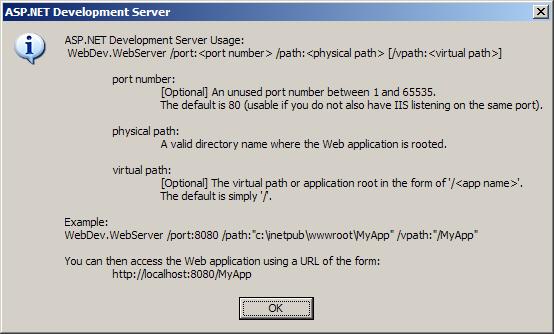 ASP.NET Development Server
ASP.NET Development Server Usage:
WebDev.WebServer /port:<port number> /path:<physical path> [/vpath:<virtual path>]
port number:
[Optional] An unused port number between 1 and 65535.
The default is 80 (usable if you do not also have IIS listening on the same port).
physical path:
A valid directory name where the Web application is rooted.
virtual path:
[Optional] The virtual path or application root in the form of '/<app name>'.
The default is simply '/'.
Example:
WebDev.WebServer /port:8080 /path:"c:\inetpub\wwwroot\MyApp" /vpath:"/MyApp"
You can then access the Web application using a URL of the form:
http://localhost:8080/MyApp
OK